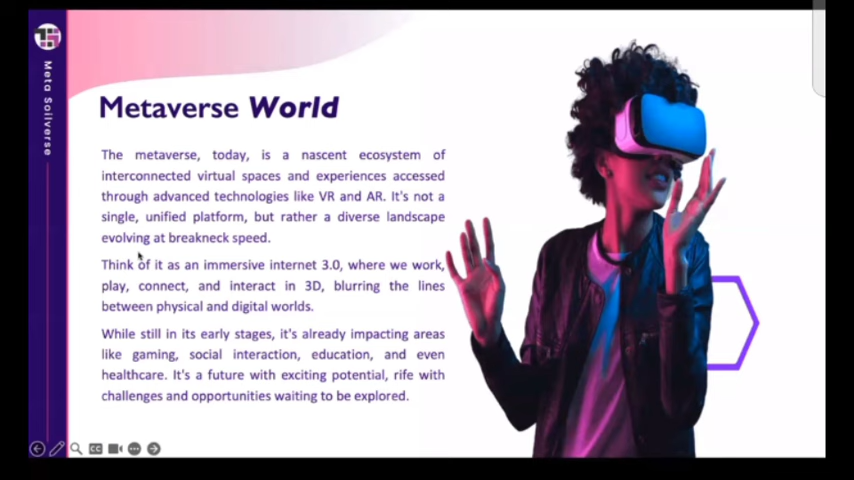 Meta Soilverse
Metaverse World
The metaverse, today, is a nascent ecosystem of
interconnected virtual spaces and experiences accessed
through advanced technologies like VR and AR. It's not a
single, unified platform, but rather a diverse landscape
evolving at breakneck speed.
Think of it as an immersive internet 3.0, where we work,
play, connect, and interact in 3D, blurring the lines
between physical and digital worlds.
While still in its early stages, it's already impacting areas
like gaming, social interaction, education, and even
healthcare. It's a future with exciting potential, rife with
challenges and opportunities waiting to be explored.
CC